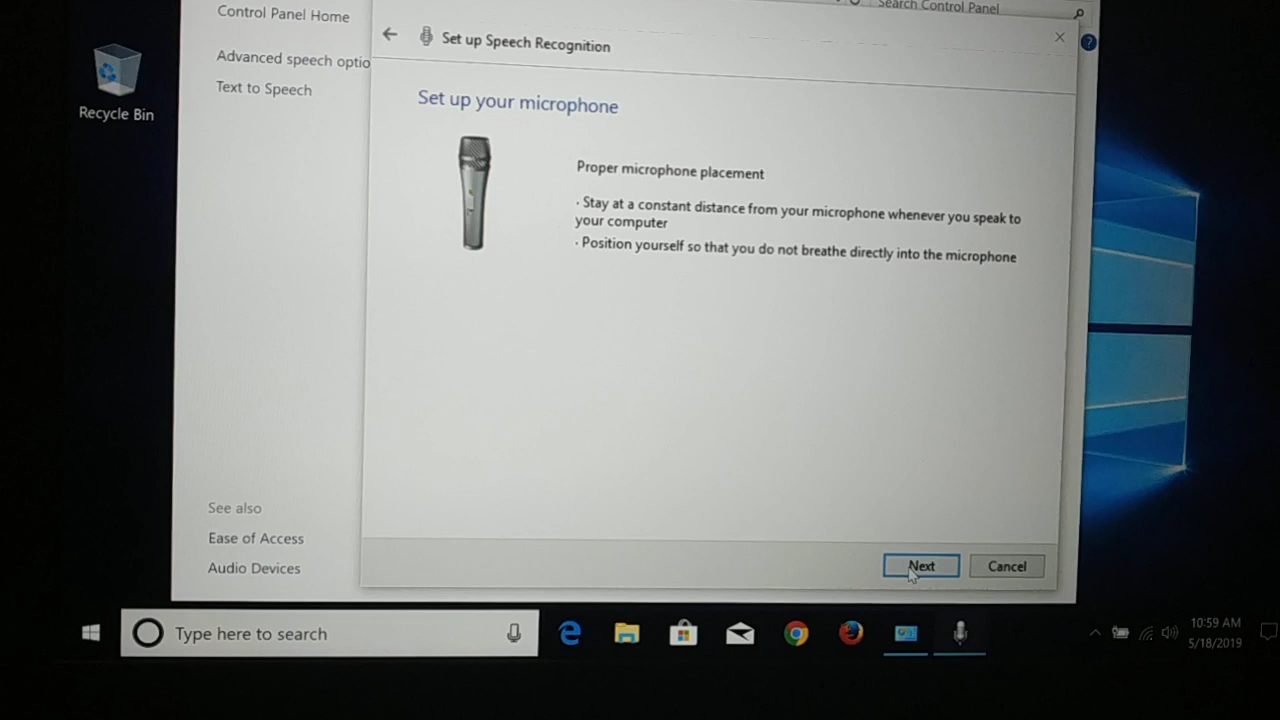 Search Control Panel
Control Panel Home
Advanced speech optio
Text to Speech
See also
Ease of Access
Audio Devices
Set up Speech Recognition
Set up your microphone
Proper microphone placement
· Stay at a constant distance from your microphone whenever you speak to
your computer
· Position yourself so that you do not breathe directly into the microphone
Next
Cancel
Recycle Bin
Type here to search
10:59 AM
5/18/2019